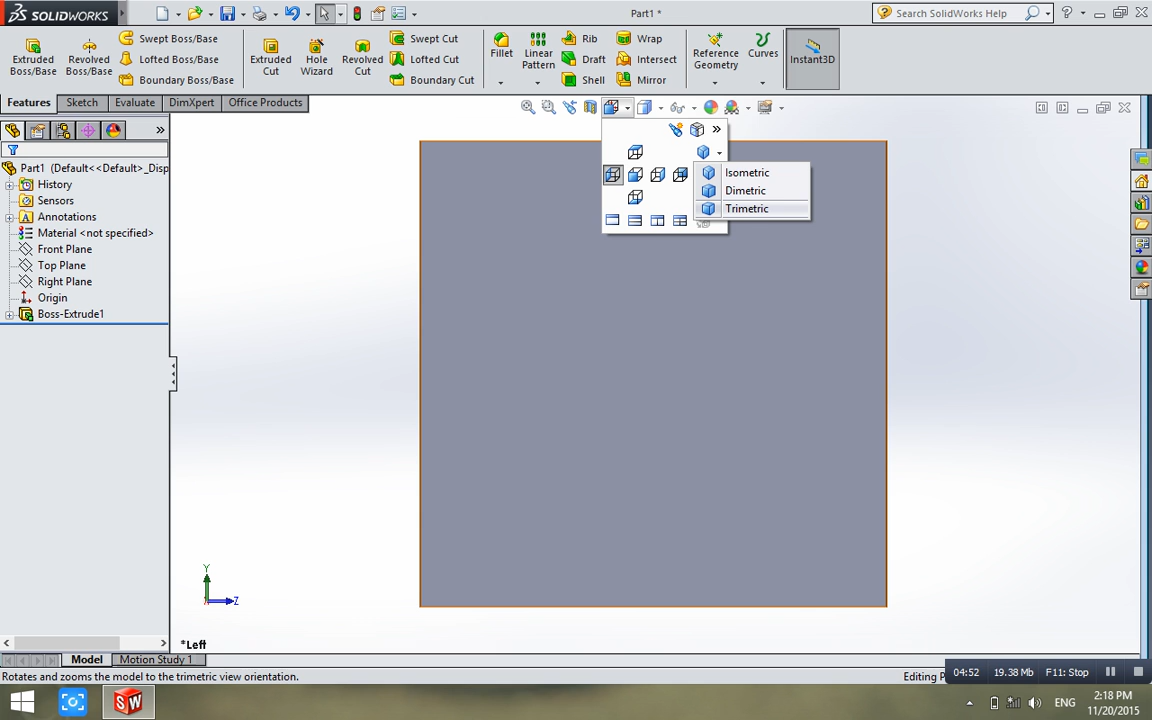 SOLIDWORKS
Part1 *
Search SolidWorks Help
Extruded Boss/Base
Revolved Boss/Base
Swept Boss/Base
Lofted Boss/Base
Boundary Boss/Base
Extruded Cut
Hole Wizard
Revolved Cut
Swept Cut
Lofted Cut
Boundary Cut
Fillet
Linear Pattern
Rib
Draft
Shell
Wrap
Intersect
Mirror
Reference Geometry
Curves
Instant3D
Features
Sketch
Evaluate
DimXpert
Office Products
Part1 (Default<<Default>_Disp
History
Sensors
Annotations
Material <not specified>
Front Plane
Top Plane
Right Plane
Origin
Boss-Extrude1
Isometric
Dimetric
Trimetric
Y
Z
*Left
Model
Motion Study 1
Rotates and zooms the model to the trimetric view orientation.
Editing
04:52
19.38 Mb
F11: Stop
SW
ENG
2:18 PM
11/20/2015